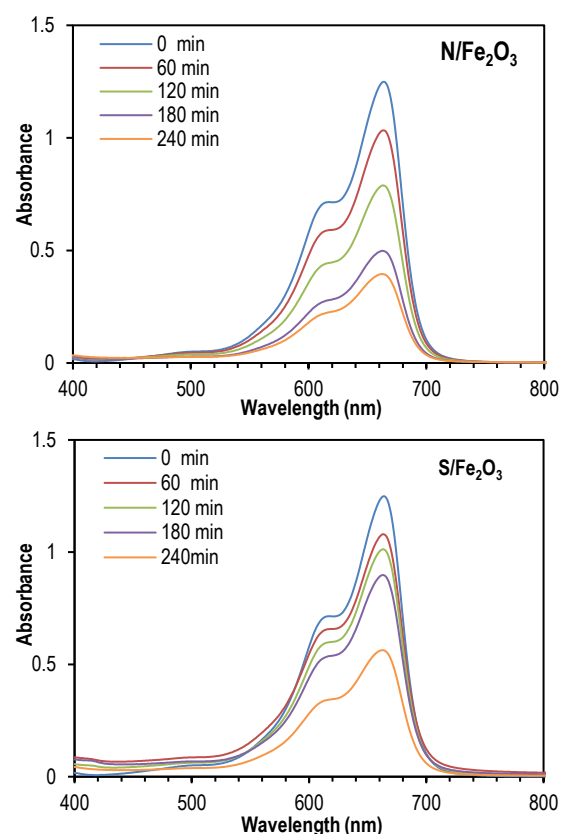 1.5
N/Fe₂O₃
0  min
60 min
120 min
180 min
240 min
1
0.5
0
Absorbance
400 500 600 700 800
Wavelength (nm)
1.5
S/Fe₂O₃
0  min
60  min
120 min
180 min
240min
1
0.5
0
Absorbance
400 500 600 700 800
Wavelength (nm)